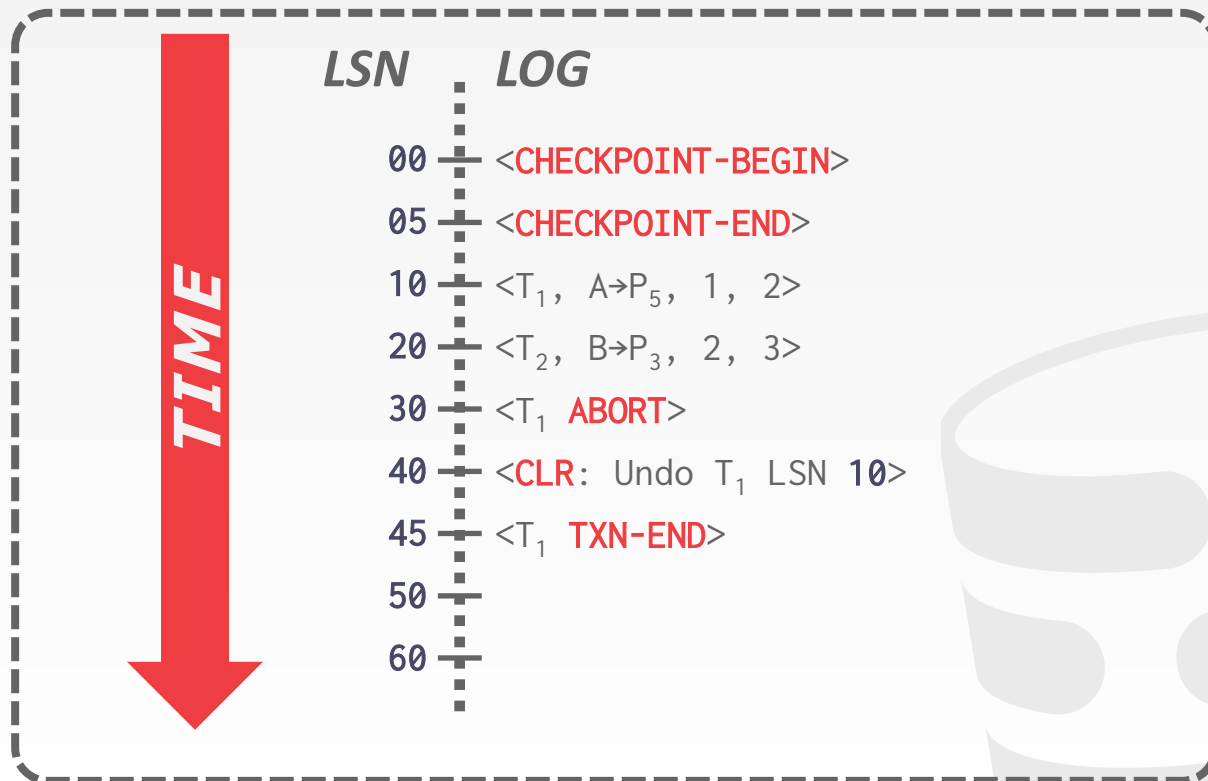 TIME
LSN LOG
00 <CHECKPOINT-BEGIN>
05 <CHECKPOINT-END>
10 <T₁, A→P₅, 1, 2>
20 <T₂, B→P₃, 2, 3>
30 <T₁ ABORT>
40 <CLR: Undo T₁ LSN 10>
45 <T₁ TXN-END>
50
60